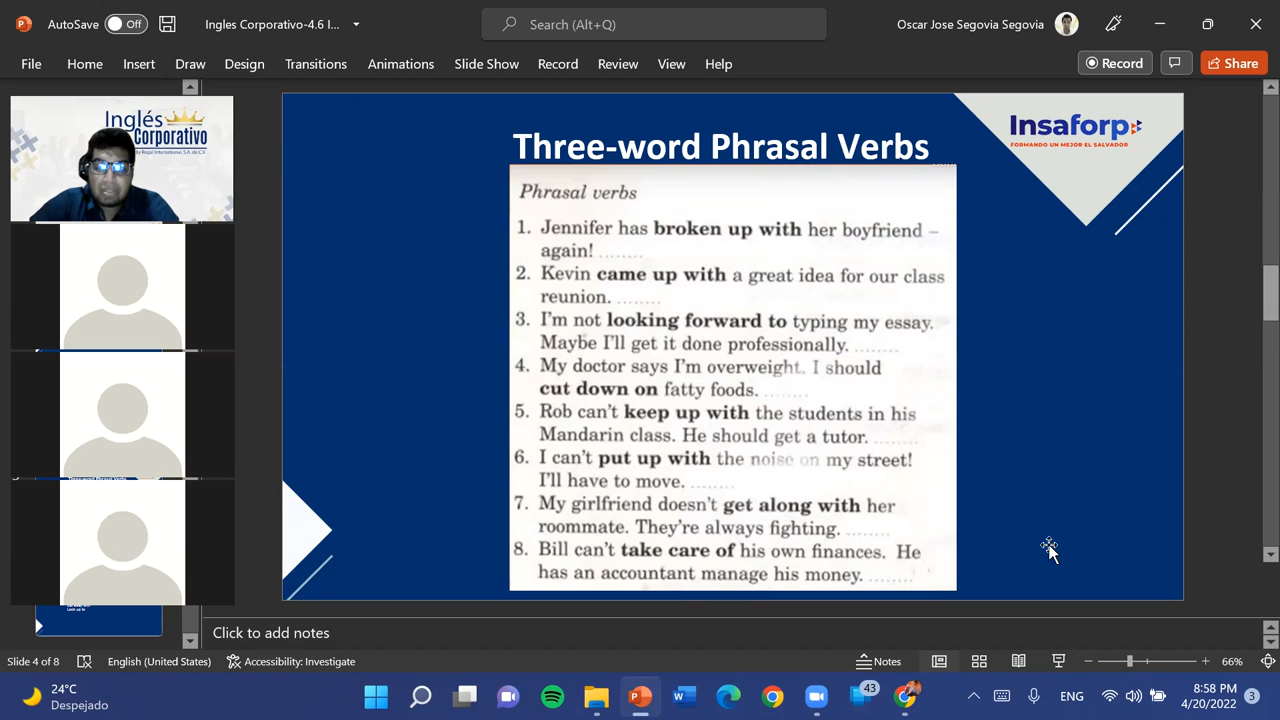 AutoSave Off Ingles Corporativo-4.6 I... Search (Alt+Q) Oscar Jose Segovia Segovia
File Home Insert Draw Design Transitions Animations Slide Show Record Review View Help Record Share
Inglés
Corporativo
Three-word Phrasal Verbs
Insaforp
FORMANDO UN MEJOR EL SALVADOR
Phrasal verbs
1. Jennifer has broken up with her boyfriend –
again! ........
2. Kevin came up with a great idea for our class
reunion. ........
3. I'm not looking forward to typing my essay.
Maybe I'll get it done professionally. ........
4. My doctor says I'm overweight. I should
cut down on fatty foods. ........
5. Rob can't keep up with the students in his
Mandarin class. He should get a tutor. ........
6. I can't put up with the noise on my street!
I'll have to move. ........
7. My girlfriend doesn't get along with her
roommate. They're always fighting. ........
8. Bill can't take care of his own finances. He
has an accountant manage his money. ........
Click to add notes
Slide 4 of 8 English (United States) Accessibility: Investigate Notes 66%
24°C
Despejado
43
ENG
8:58 PM
4/20/2022
3